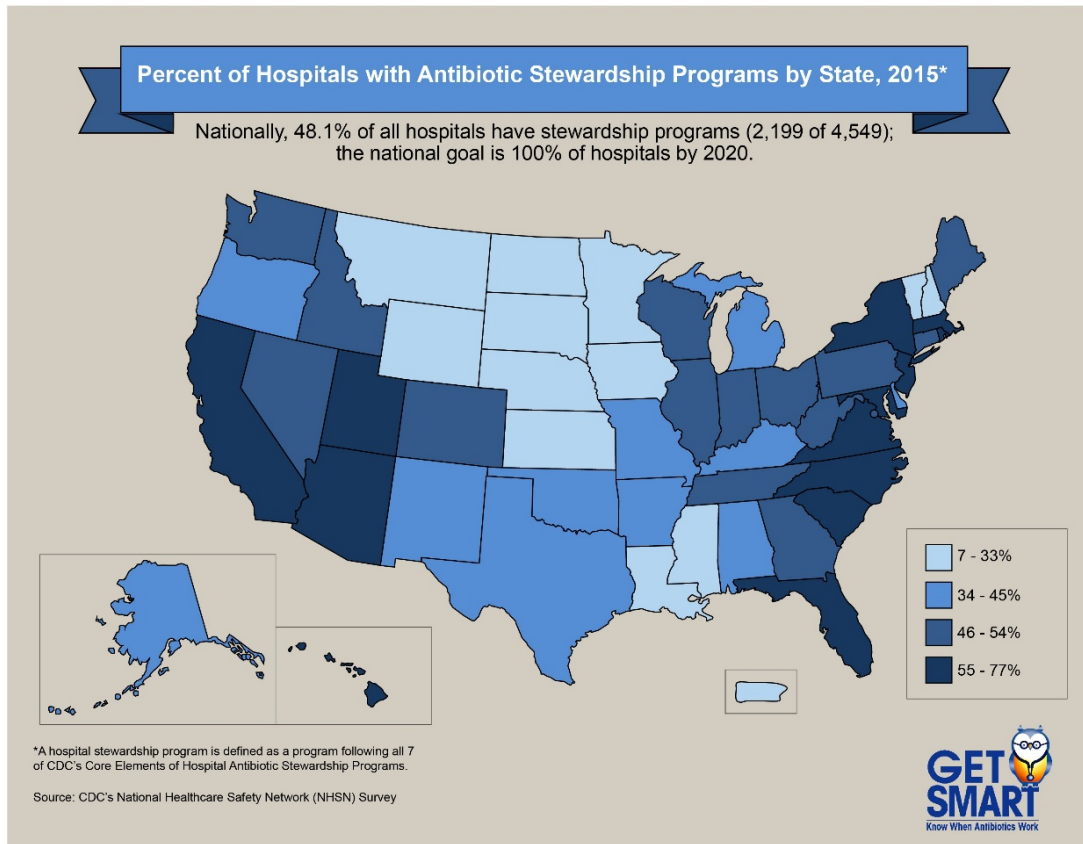 Percent of Hospitals with Antibiotic Stewardship Programs by State, 2015*
Nationally, 48.1% of all hospitals have stewardship programs (2,199 of 4,549);
the national goal is 100% of hospitals by 2020.
7 - 33%
34 - 45%
46 - 54%
55 - 77%
*A hospital stewardship program is defined as a program following all 7
of CDC's Core Elements of Hospital Antibiotic Stewardship Programs.
Source: CDC's National Healthcare Safety Network (NHSN) Survey
GET
SMART
Know When Antibiotics Work